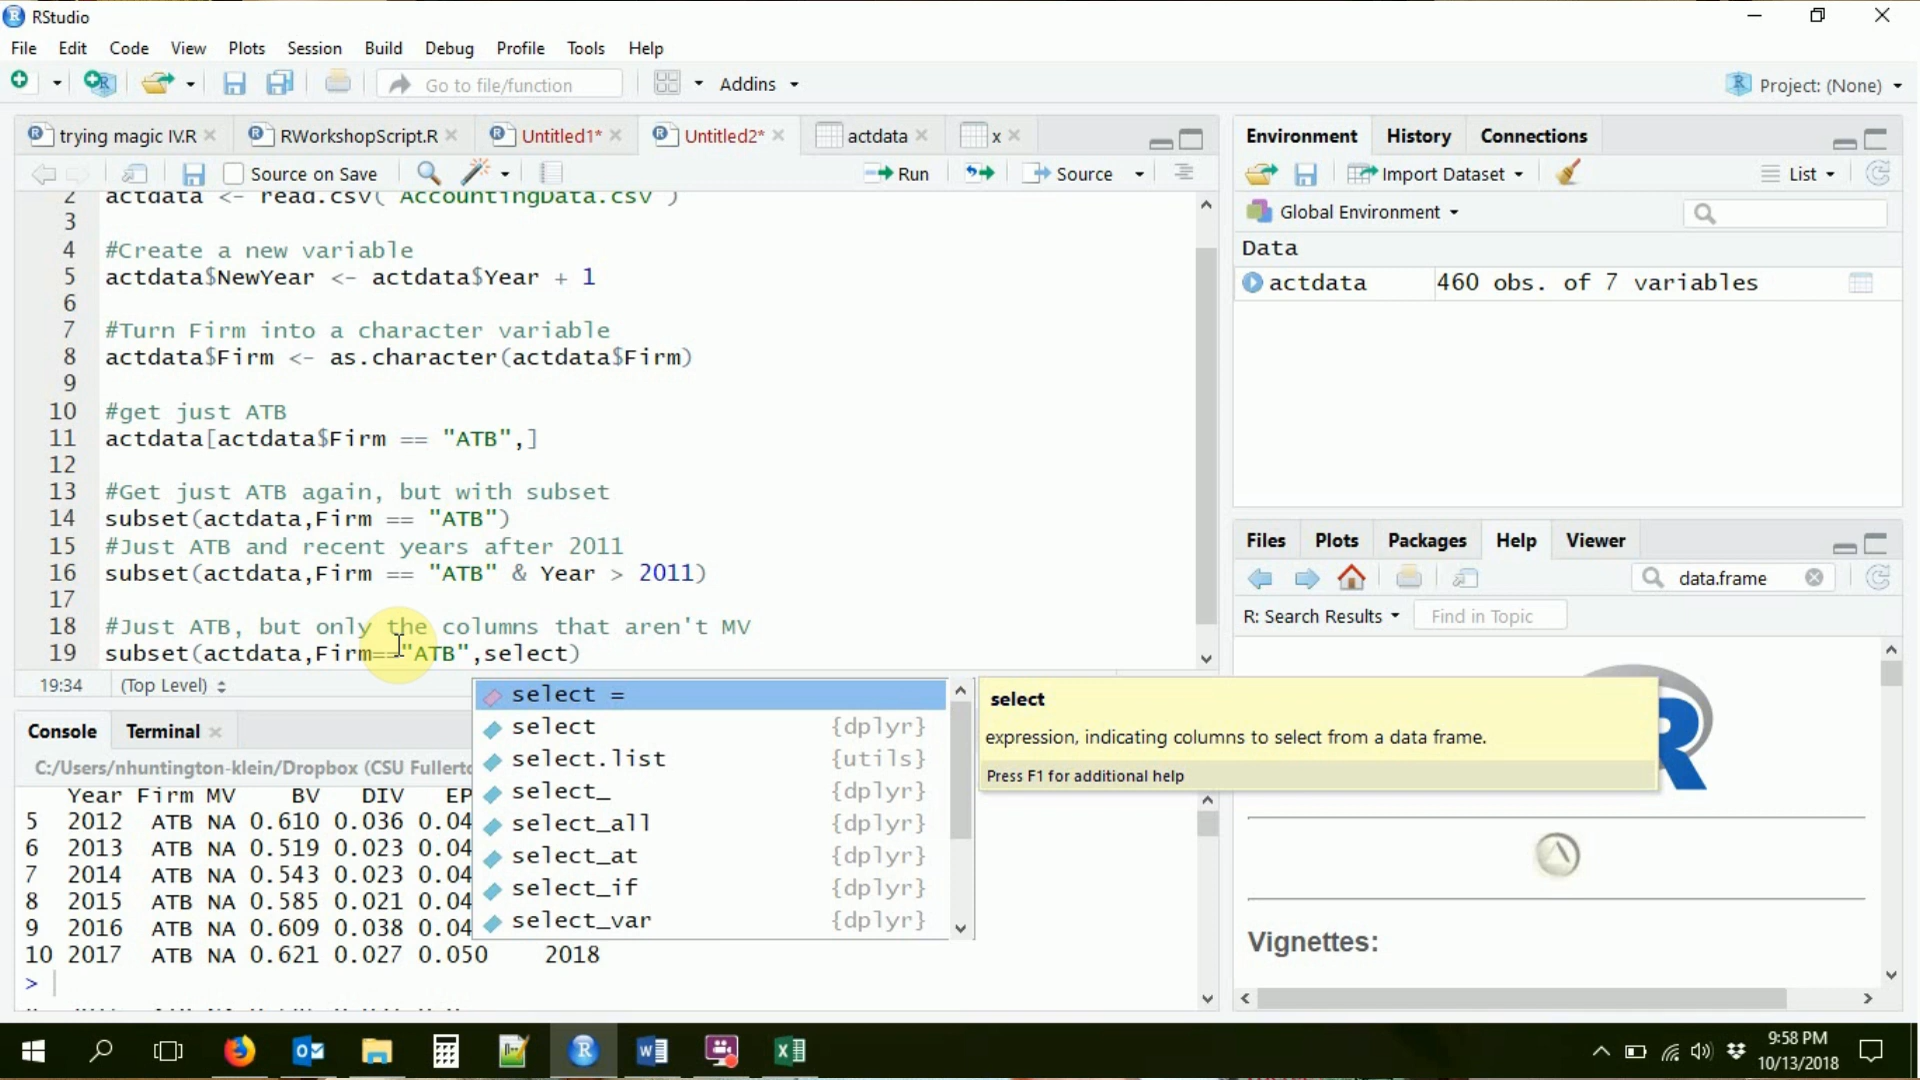 RStudio
File Edit Code View Plots Session Build Debug Profile Tools Help
Go to file/function Addins Project: (None)
trying magic IV.R RWorkshopScript.R Untitled1* Untitled2* actdata x
Source on Save Run Source
2 actdata <- read.csv("AccountingData.csv")
3
4 #Create a new variable
5 actdata$NewYear <- actdata$Year + 1
6
7 #Turn Firm into a character variable
8 actdata$Firm <- as.character(actdata$Firm)
9
10 #get just ATB
11 actdata[actdata$Firm == "ATB",]
12
13 #Get just ATB again, but with subset
14 subset(actdata,Firm == "ATB")
15 #Just ATB and recent years after 2011
16 subset(actdata,Firm == "ATB" & Year > 2011)
17
18 #Just ATB, but only the columns that aren't MV
19 subset(actdata,Firm=="ATB",select)
19:34 (Top Level)
select =
select {dplyr}
select.list {utils}
select_ {dplyr}
select_all {dplyr}
select_at {dplyr}
select_if {dplyr}
select_var {dplyr}
select
expression, indicating columns to select from a data frame.
Press F1 for additional help
Console Terminal
C:/Users/nhuntington-klein/Dropbox (CSU Fullerto
Year Firm MV BV DIV EP
5 2012 ATB NA 0.610 0.036 0.04
6 2013 ATB NA 0.519 0.023 0.04
7 2014 ATB NA 0.543 0.023 0.04
8 2015 ATB NA 0.585 0.021 0.04
9 2016 ATB NA 0.609 0.038 0.04
10 2017 ATB NA 0.621 0.027 0.050 2018
>
Environment History Connections
Import Dataset List
Global Environment
Data
actdata 460 obs. of 7 variables
Files Plots Packages Help Viewer
data.frame
R: Search Results Find in Topic
R
Vignettes:
9:58 PM
10/13/2018